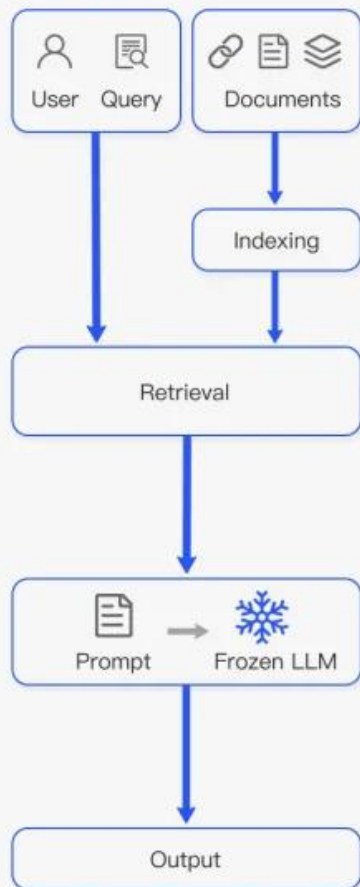 User Query
Documents
Indexing
Retrieval
Prompt
Frozen LLM
Output